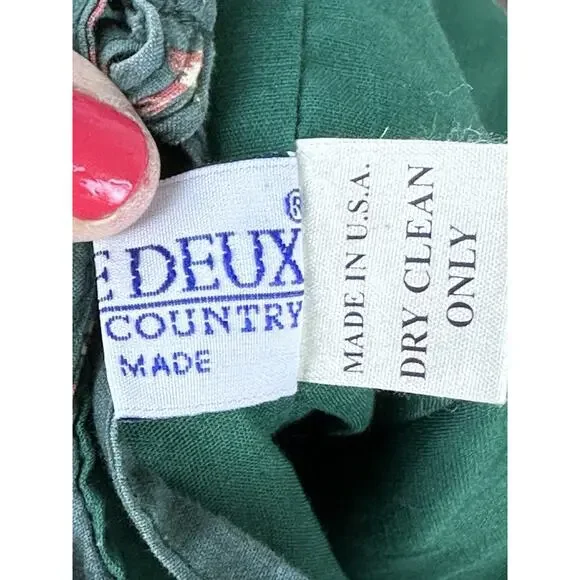 E DEUX®
COUNTRY
MADE
MADE IN U.S.A.
DRY CLEAN
ONLY